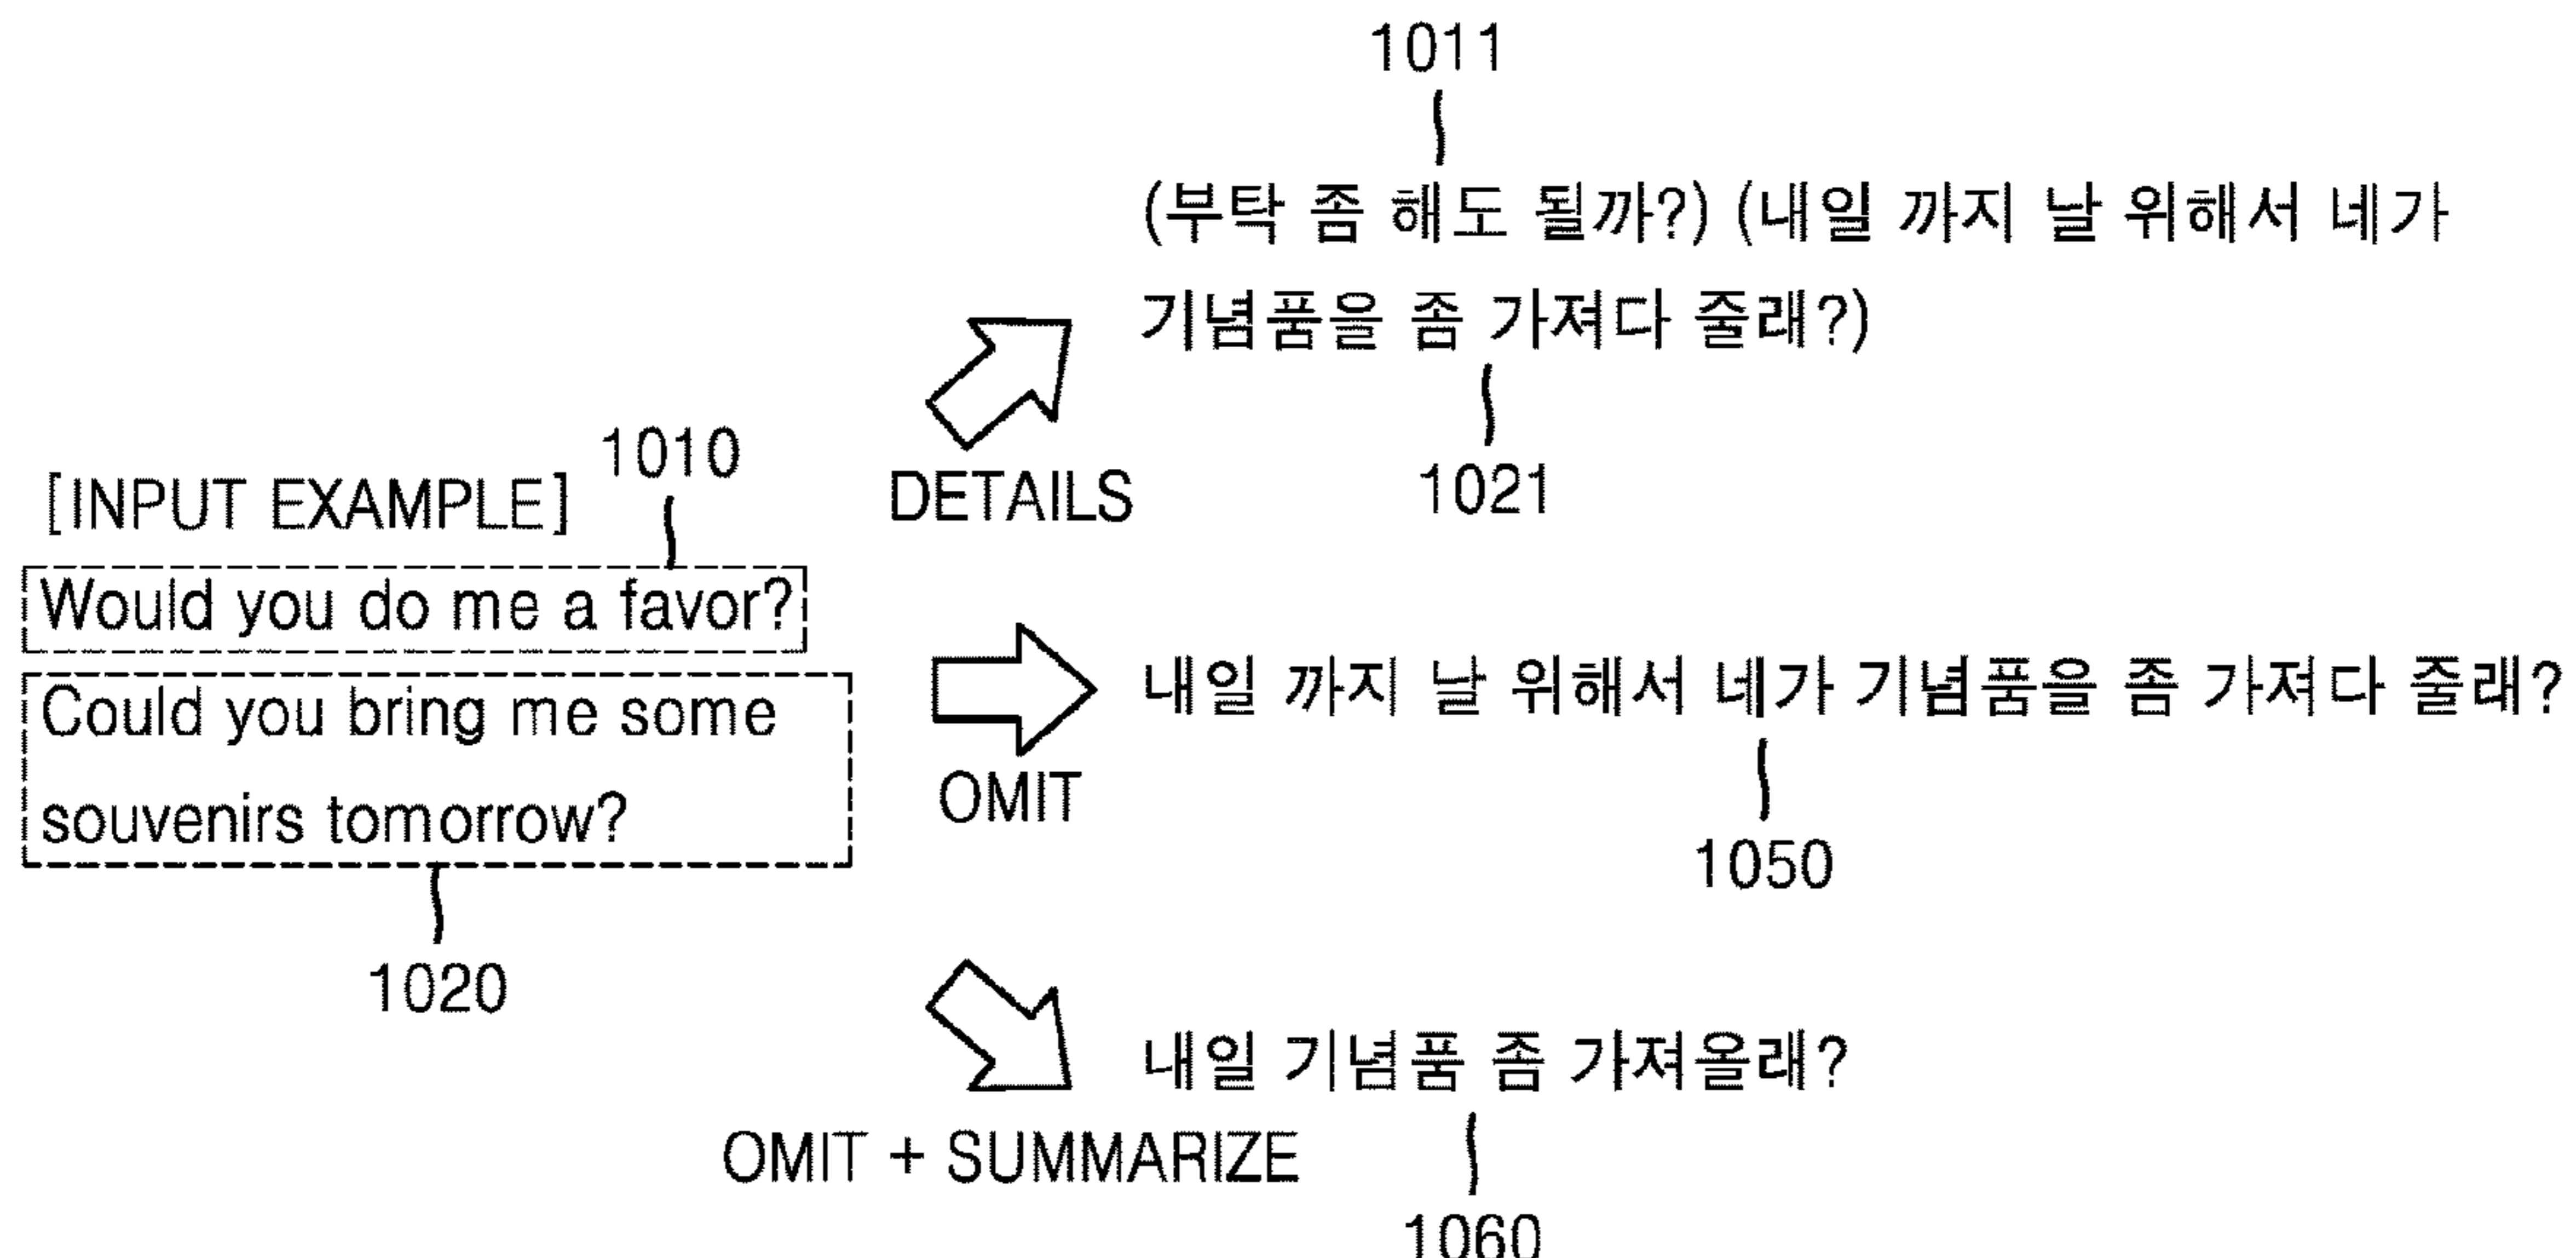 1011
(부탁 좀 해도 될까?) (내일 까지 날 위해서 네가
기념품을 좀 가져다 줄래?)
1021
DETAILS
[INPUT EXAMPLE]
1010
Would you do me a favor?
Could you bring me some
souvenirs tomorrow?
1020
OMIT
내일 까지 날 위해서 네가 기념품을 좀 가져다 줄래?
1050
내일 기념품 좀 가져올래?
OMIT + SUMMARIZE
1060